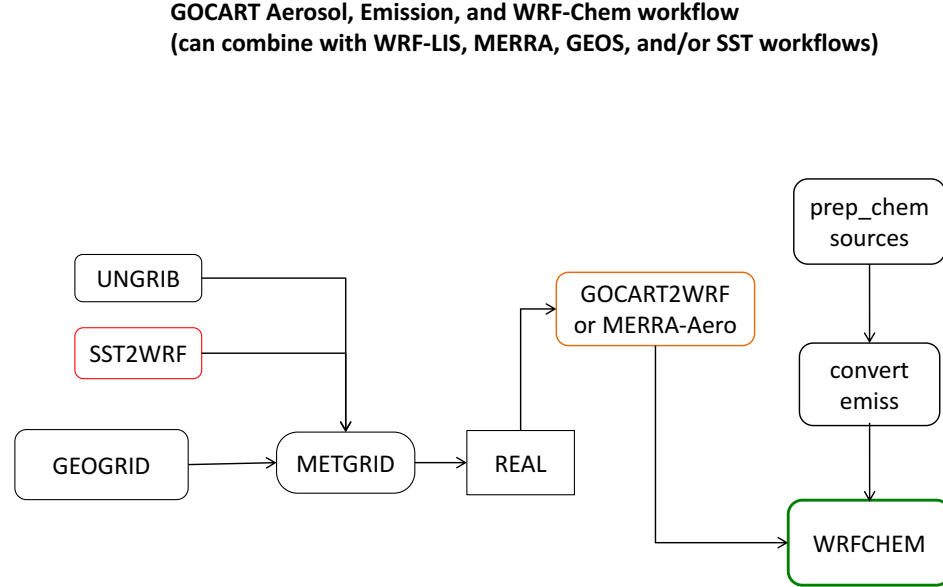 GOCART Aerosol, Emission, and WRF-Chem workflow
(can combine with WRF-LIS, MERRA, GEOS, and/or SST workflows)
prep_chem
sources
UNGRIB
GOCART2WRF
or MERRA-Aero
SST2WRF
convert
emiss
GEOGRID
METGRID
REAL
WRFCHEM